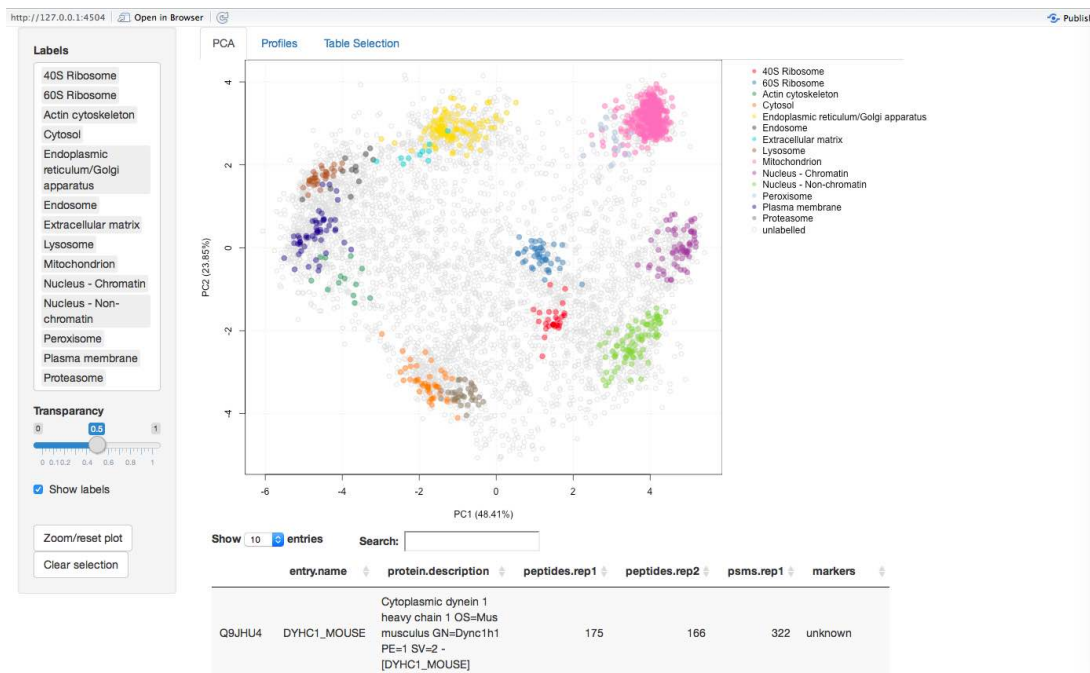 http://127.0.0.1:4504 Open in Browser Publish
Labels
40S Ribosome
60S Ribosome
Actin cytoskeleton
Cytosol
Endoplasmic
reticulum/Golgi
apparatus
Endosome
Extracellular matrix
Lysosome
Mitochondrion
Nucleus - Chromatin
Nucleus - Non-
chromatin
Peroxisome
Plasma membrane
Proteasome
Transparancy
0 0.5 1
0 0.1 0.2 0.4 0.6 0.8 1
Show labels
Zoom/reset plot
Clear selection
PCA Profiles Table Selection
4
2
0
-2
-4
PC2 (23.85%)
-6 -4 -2 0 2 4
PC1 (48.41%)
40S Ribosome
60S Ribosome
Actin cytoskeleton
Cytosol
Endoplasmic reticulum/Golgi apparatus
Endosome
Extracellular matrix
Lysosome
Mitochondrion
Nucleus - Chromatin
Nucleus - Non-chromatin
Peroxisome
Plasma membrane
Proteasome
unlabelled
Show 10 entries Search:
entry.name protein.description peptides.rep1 peptides.rep2 psms.rep1 markers
Cytoplasmic dynein 1
heavy chain 1 OS=Mus
Q9JHU4 DYHC1_MOUSE musculus GN=Dync1h1 175 166 322 unknown
PE=1 SV=2 -
[DYHC1_MOUSE]